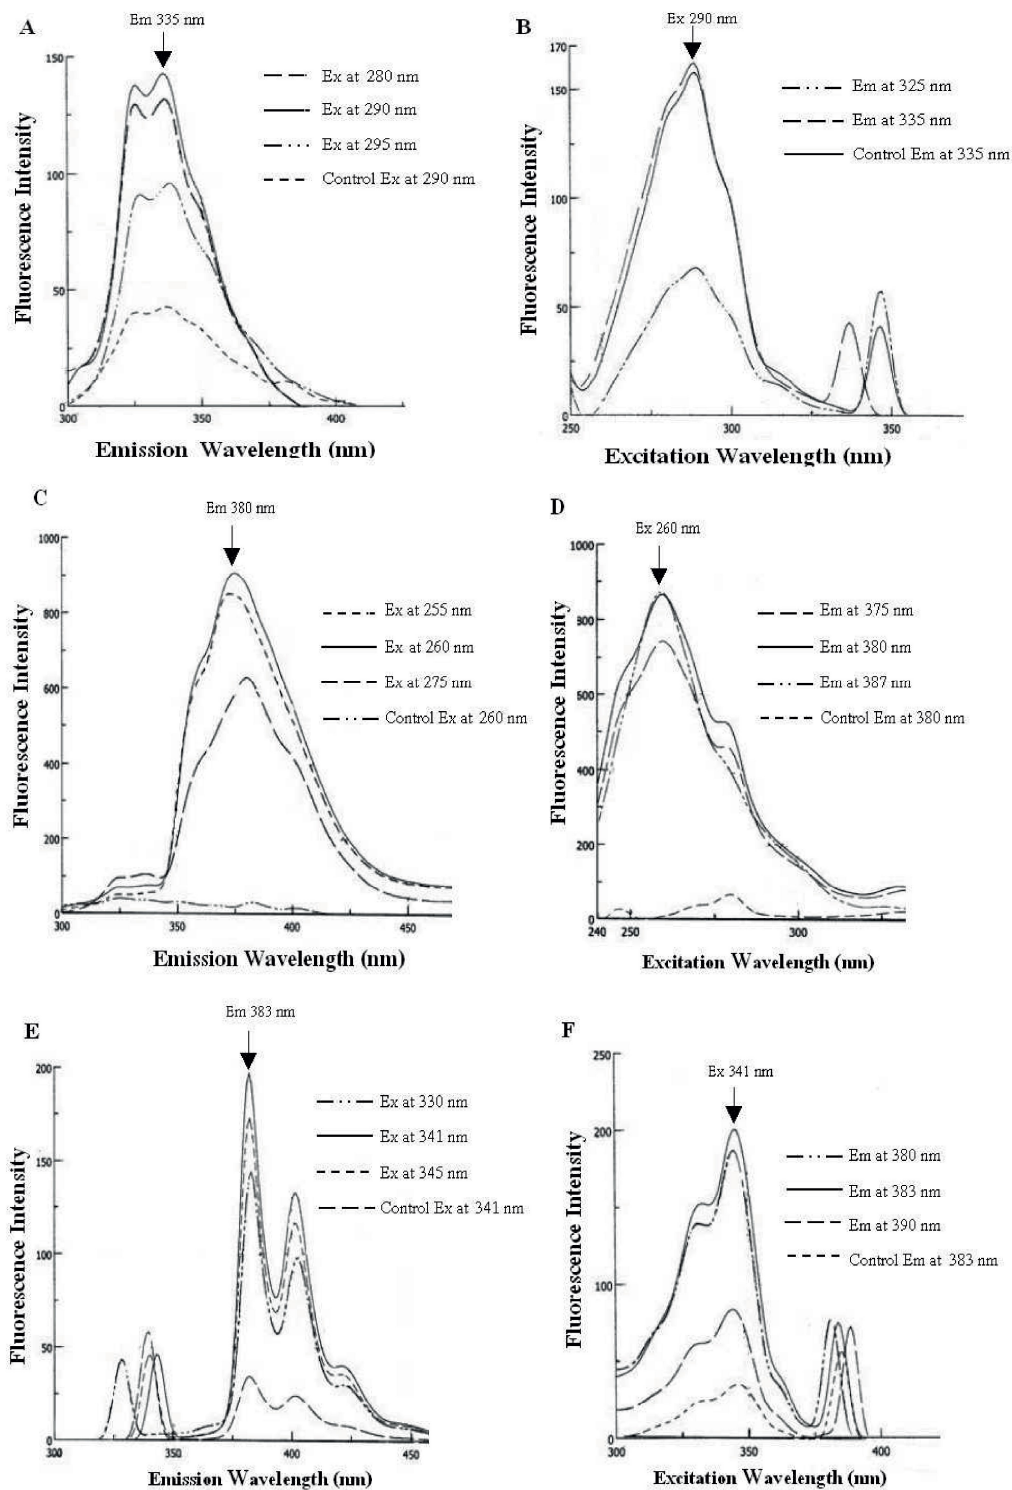 A
Em 335 nm
Fluorescence Intensity
150
100
50
0
300
350
400
Emission Wavelength (nm)
Ex at 280 nm
Ex at 290 nm
Ex at 295 nm
Control Ex at 290 nm
B
Ex 290 nm
Fluorescence Intensity
170
150
100
50
0
250
300
350
Excitation Wavelength (nm)
Em at 325 nm
Em at 335 nm
Control Em at 335 nm
C
Em 380 nm
Fluorescence Intensity
1000
800
600
400
200
0
300
350
400
450
Emission Wavelength (nm)
Ex at 255 nm
Ex at 260 nm
Ex at 275 nm
Control Ex at 260 nm
D
Ex 260 nm
Fluorescence Intensity
1000
800
600
400
200
0
240
250
300
Excitation Wavelength (nm)
Em at 375 nm
Em at 380 nm
Em at 387 nm
Control Em at 380 nm
E
Em 383 nm
Fluorescence Intensity
200
150
100
50
0
300
350
400
450
Emission Wavelength (nm)
Ex at 330 nm
Ex at 341 nm
Ex at 345 nm
Control Ex at 341 nm
F
Ex 341 nm
Fluorescence Intensity
250
200
100
0
300
350
400
Excitation Wavelength (nm)
Em at 380 nm
Em at 383 nm
Em at 390 nm
Control Em at 383 nm